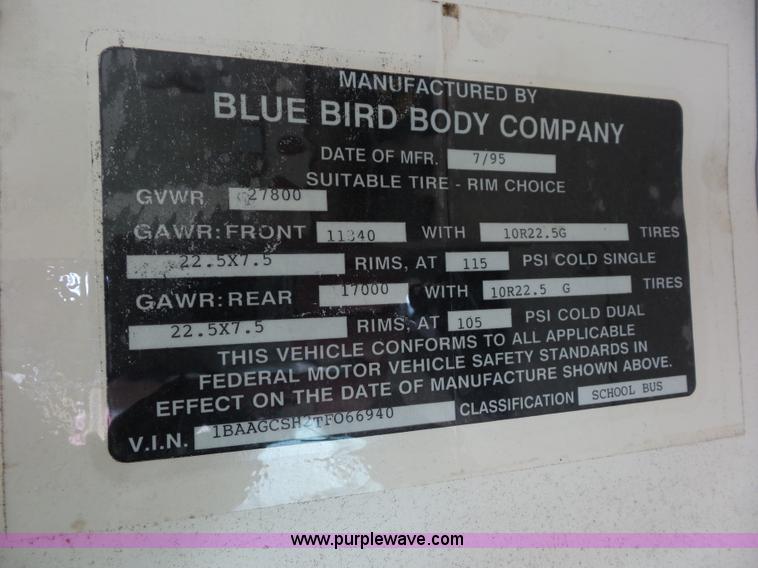 MANUFACTURED BY
BLUE BIRD BODY COMPANY
DATE OF MFR. 7/95
SUITABLE TIRE - RIM CHOICE
GVWR 27800
GAWR: FRONT 11340 WITH 10R22.5G TIRES
22.5X7.5 RIMS, AT 115 PSI COLD SINGLE
GAWR: REAR 17000 WITH 10R22.5 G TIRES
22.5X7.5 RIMS, AT 105 PSI COLD DUAL
THIS VEHICLE CONFORMS TO ALL APPLICABLE
FEDERAL MOTOR VEHICLE SAFETY STANDARDS IN
EFFECT ON THE DATE OF MANUFACTURE SHOWN ABOVE.
V.I.N. 1BAAGCSH2TF066940 CLASSIFICATION SCHOOL BUS
www.purplewave.com